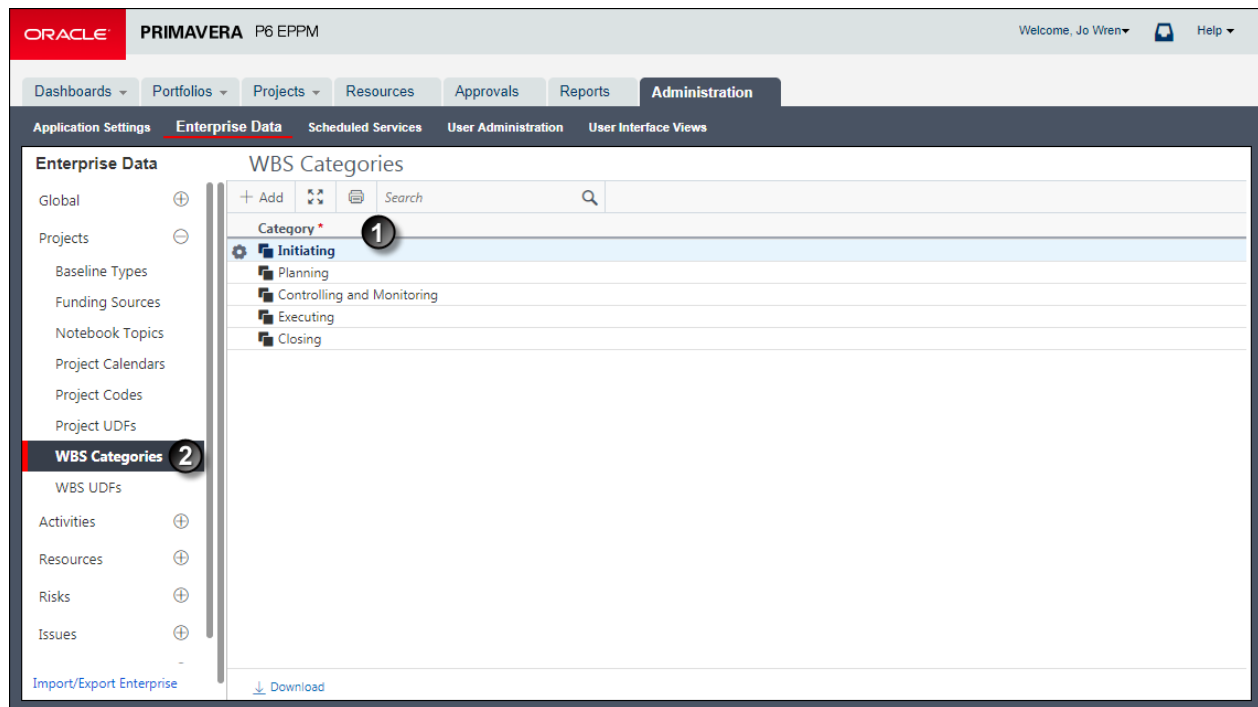 ORACLE PRIMAVERA P6 EPPM Welcome, Jo Wren Help
Dashboards Portfolios Projects Resources Approvals Reports Administration
Application Settings Enterprise Data Scheduled Services User Administration User Interface Views
Enterprise Data
Global
Projects
Baseline Types
Funding Sources
Notebook Topics
Project Calendars
Project Codes
Project UDFs
WBS Categories 2
WBS UDFs
Activities
Resources
Risks
Issues
Import/Export Enterprise
WBS Categories
Add Search
Category * 1
Initiating
Planning
Controlling and Monitoring
Executing
Closing
Download